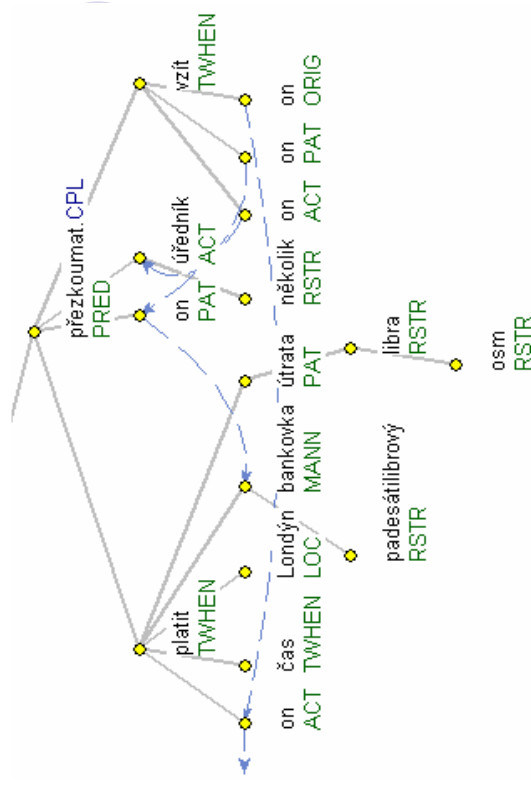 přezkoumat.CPL
PRED
platit on úředník vzít
TWHEN PAT ACT TWHEN
on čas Londýn bankovka útrata několik on on on
ACT TWHEN LOC MANN PAT RSTR ACT PAT ORIG
padesátilibrový libra
RSTR RSTR
osm
RSTR